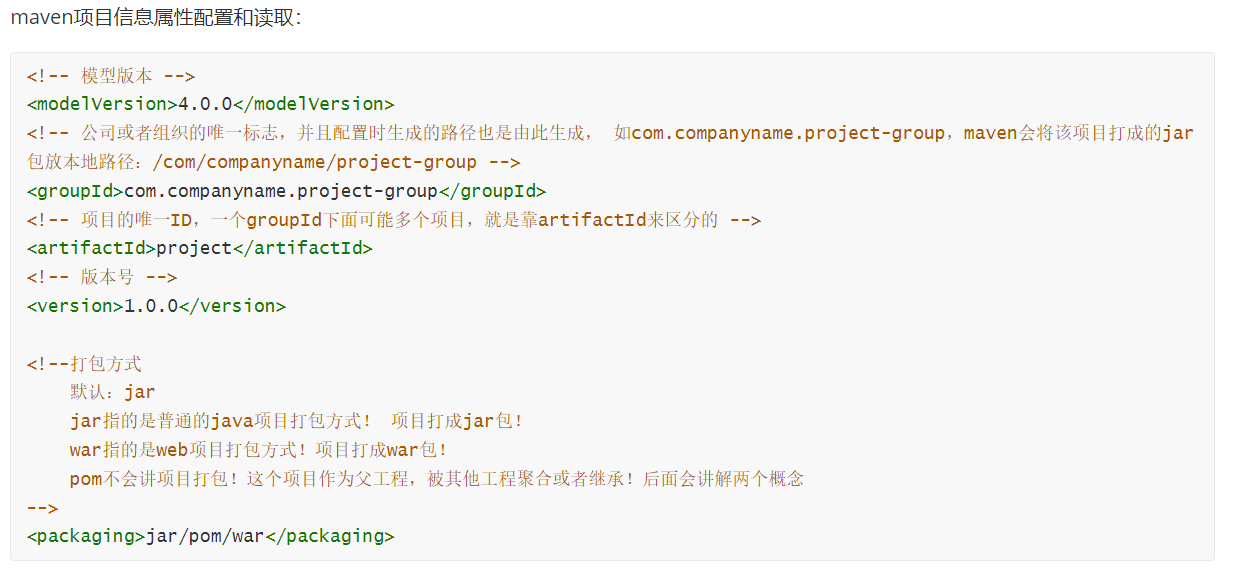 maven项目信息属性配置和读取:
<!-- 模型版本 -->
<modelVersion>4.0.0</modelVersion>
<!-- 公司或者组织的唯一标志，并且配置时生成的路径也是由此生成， 如com.companyname.project-group，maven会将该项目打成的jar
包放本地路径：/com/companyname/project-group -->
<groupId>com.companyname.project-group</groupId>
<!-- 项目的唯一ID，一个groupId下面可能多个项目，就是靠artifactId来区分的 -->
<artifactId>project</artifactId>
<!-- 版本号 -->
<version>1.0.0</version>
<!--打包方式
默认：jar
jar指的是普通的java项目打包方式！ 项目打成jar包！
war指的是web项目打包方式！项目打成war包！
pom不会讲项目打包！这个项目作为父工程，被其他工程聚合或者继承！后面会讲解两个概念
-->
<packaging>jar/pom/war</packaging>